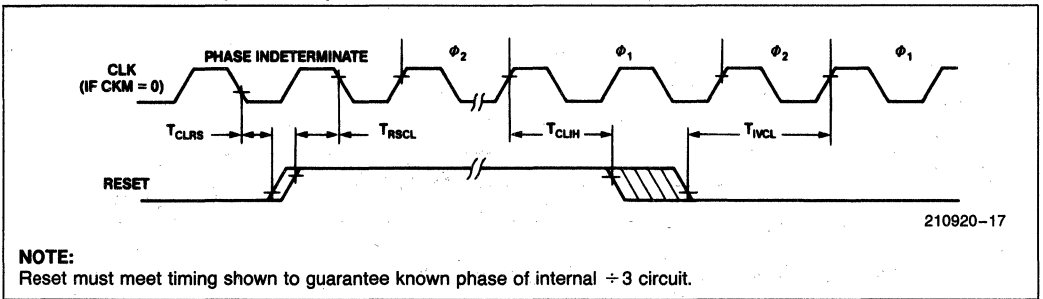 PHASE INDETERMINATE
ϕ2
ϕ1
ϕ2
ϕ1
CLK
(IF CKM = 0)
TCLRS
TRSCL
TCLIH
TIVCL
RESET
210920–17
NOTE:
Reset must meet timing shown to guarantee known phase of internal ÷3 circuit.